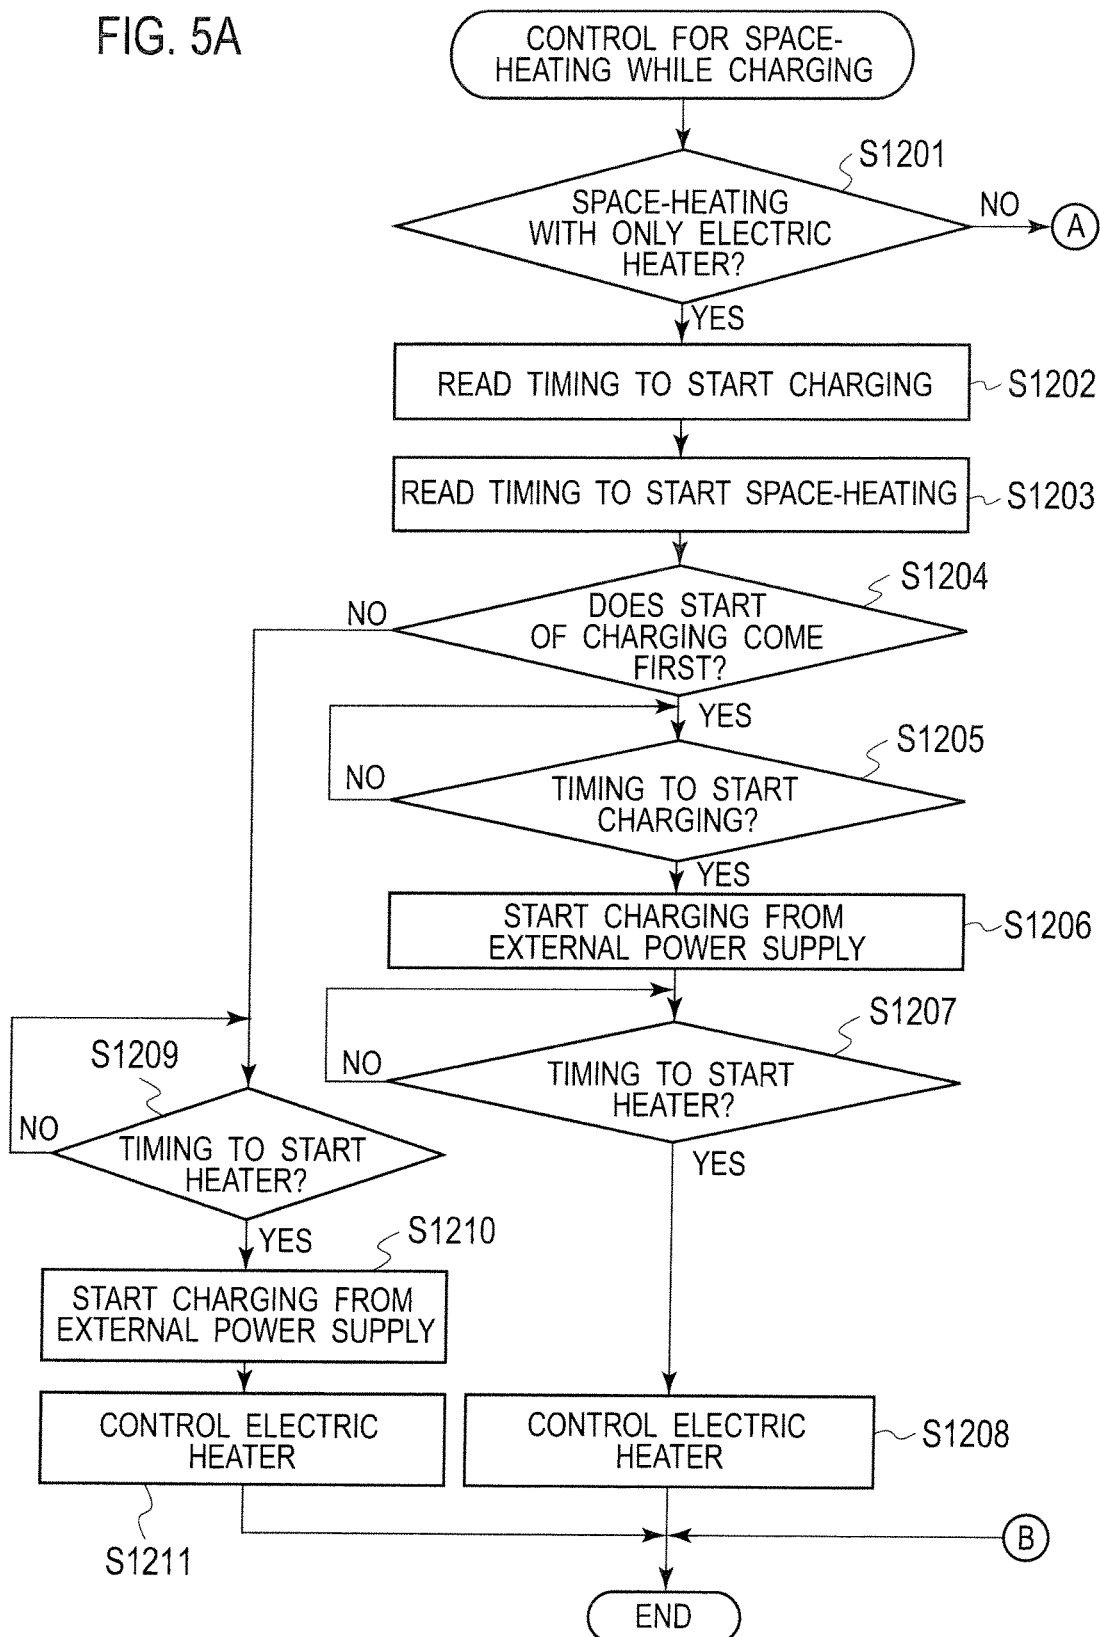 FIG. 5A
CONTROL FOR SPACE-
HEATING WHILE CHARGING
S1201
SPACE-HEATING
WITH ONLY ELECTRIC
HEATER?
NO
A
YES
READ TIMING TO START CHARGING
S1202
READ TIMING TO START SPACE-HEATING
S1203
S1204
DOES START
OF CHARGING COME
FIRST?
NO
YES
S1205
TIMING TO START
CHARGING?
NO
YES
START CHARGING FROM
EXTERNAL POWER SUPPLY
S1206
S1207
TIMING TO START
HEATER?
NO
YES
S1209
TIMING TO START
HEATER?
NO
YES
S1210
START CHARGING FROM
EXTERNAL POWER SUPPLY
CONTROL ELECTRIC
HEATER
S1211
CONTROL ELECTRIC
HEATER
S1208
B
END